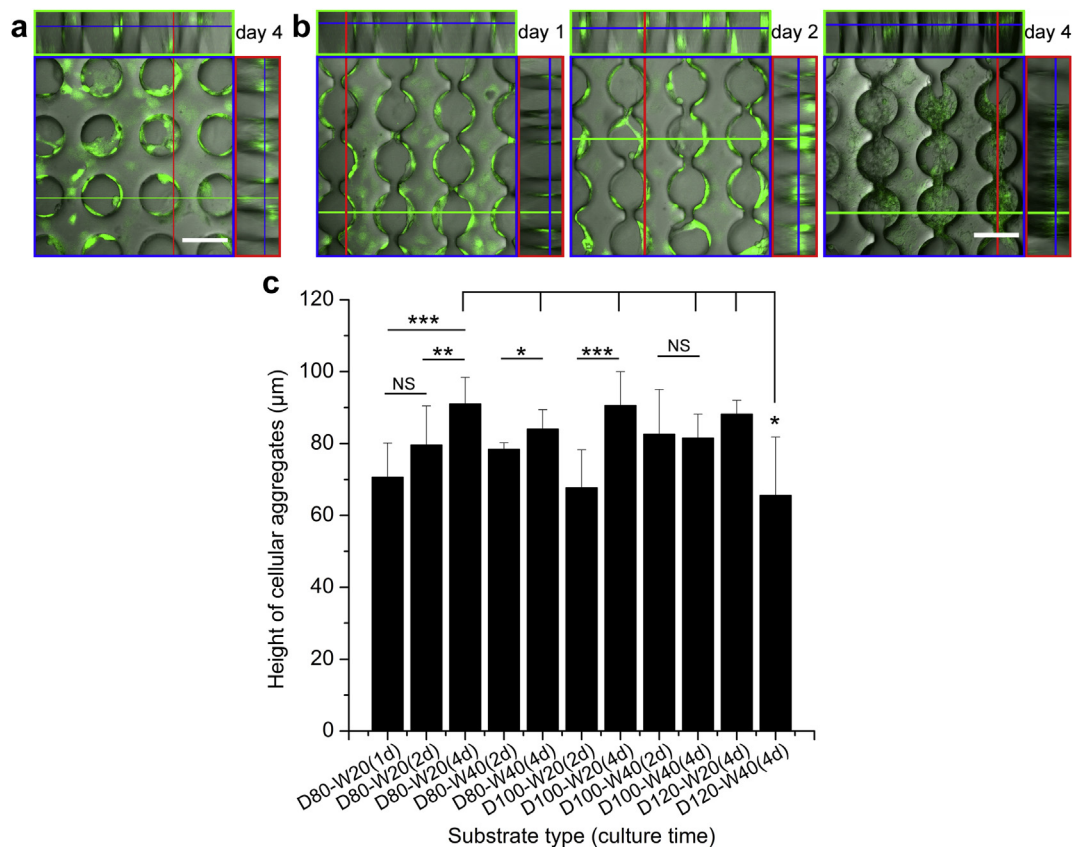 a
day 4
b
day 1
day 2
day 4
c
120
100
80
60
40
20
0
Height of cellular aggregates (μm)
***
**
NS
*
***
NS
*
D80-W20(1d)
D80-W20(2d)
D80-W20(4d)
D80-W40(2d)
D80-W40(4d)
D100-W20(2d)
D100-W20(4d)
D100-W40(2d)
D100-W40(4d)
D120-W20(4d)
D120-W40(4d)
Substrate type (culture time)